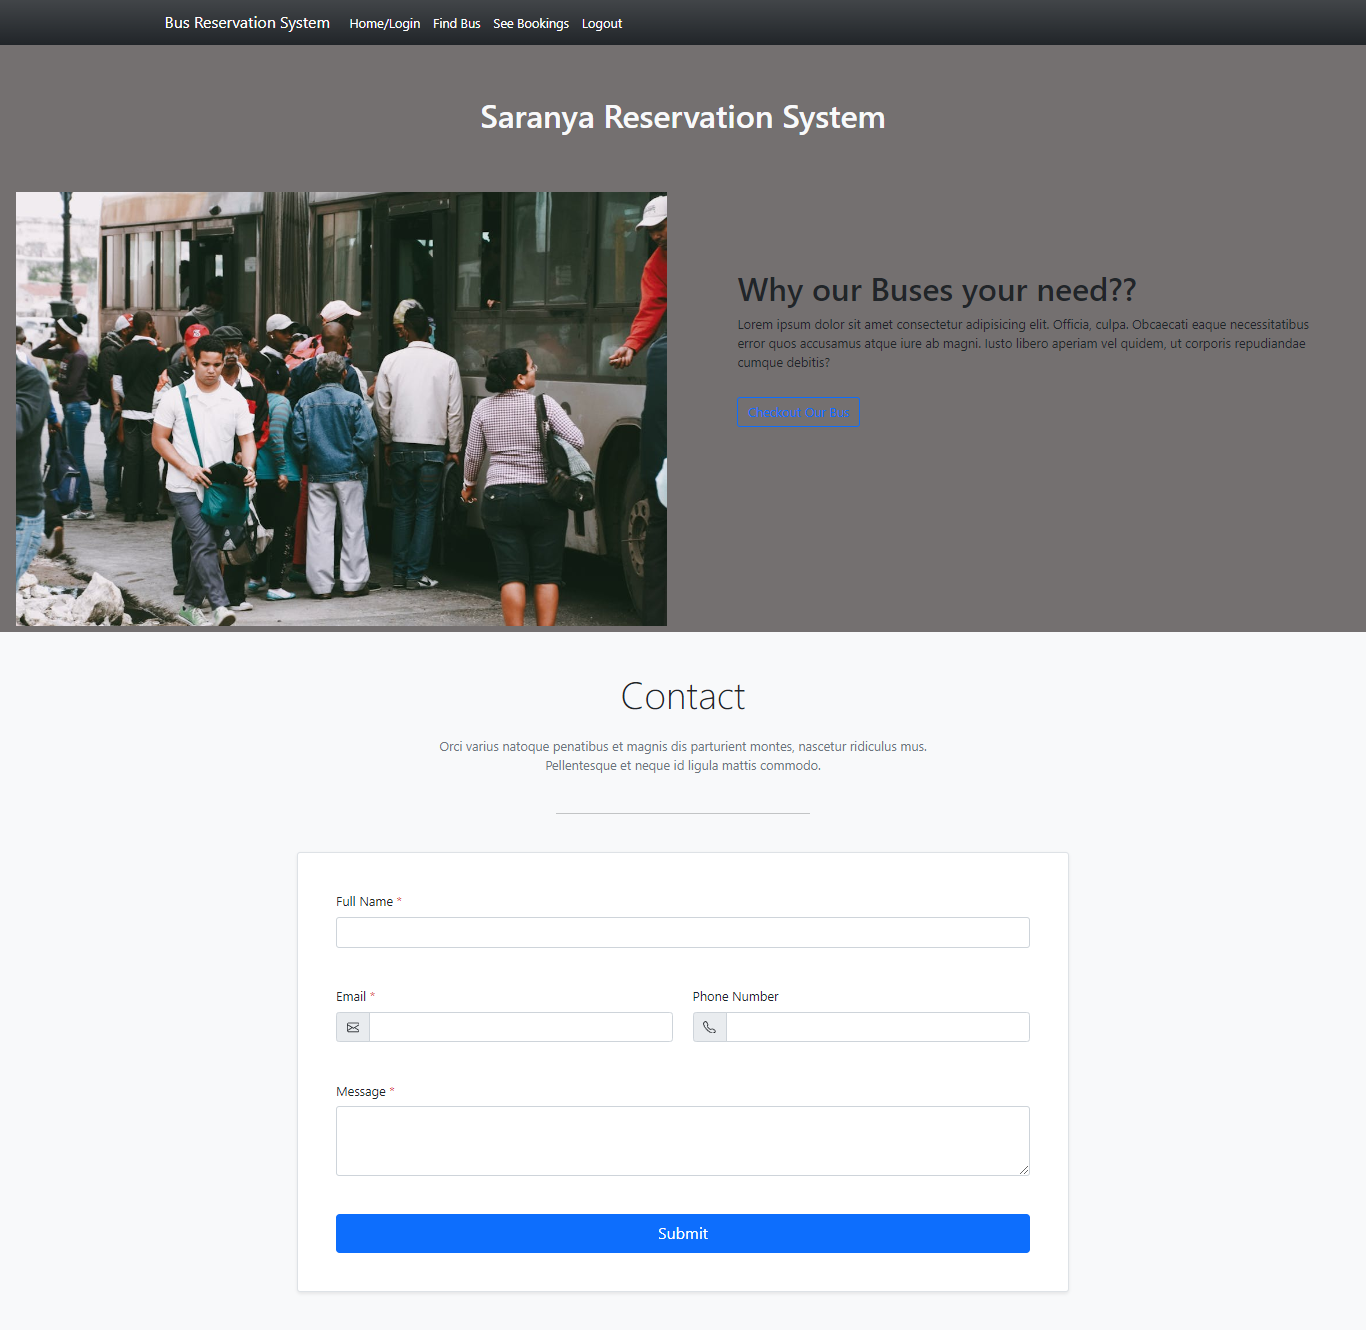 Bus Reservation System Home/Login Find Bus See Bookings Logout
Saranya Reservation System
Why our Buses your need??
Lorem ipsum dolor sit amet consectetur adipisicing elit. Officia, culpa. Obcaecati eaque necessitatibus
error quos accusamus atque iure ab magni. Iusto libero aperiam vel quidem, ut corporis repudiandae
cumque debitis?
Checkout Our Bus
Contact
Orci varius natoque penatibus et magnis dis parturient montes, nascetur ridiculus mus.
Pellentesque et neque id ligula mattis commodo.
Full Name *
Email * Phone Number
Message *
Submit